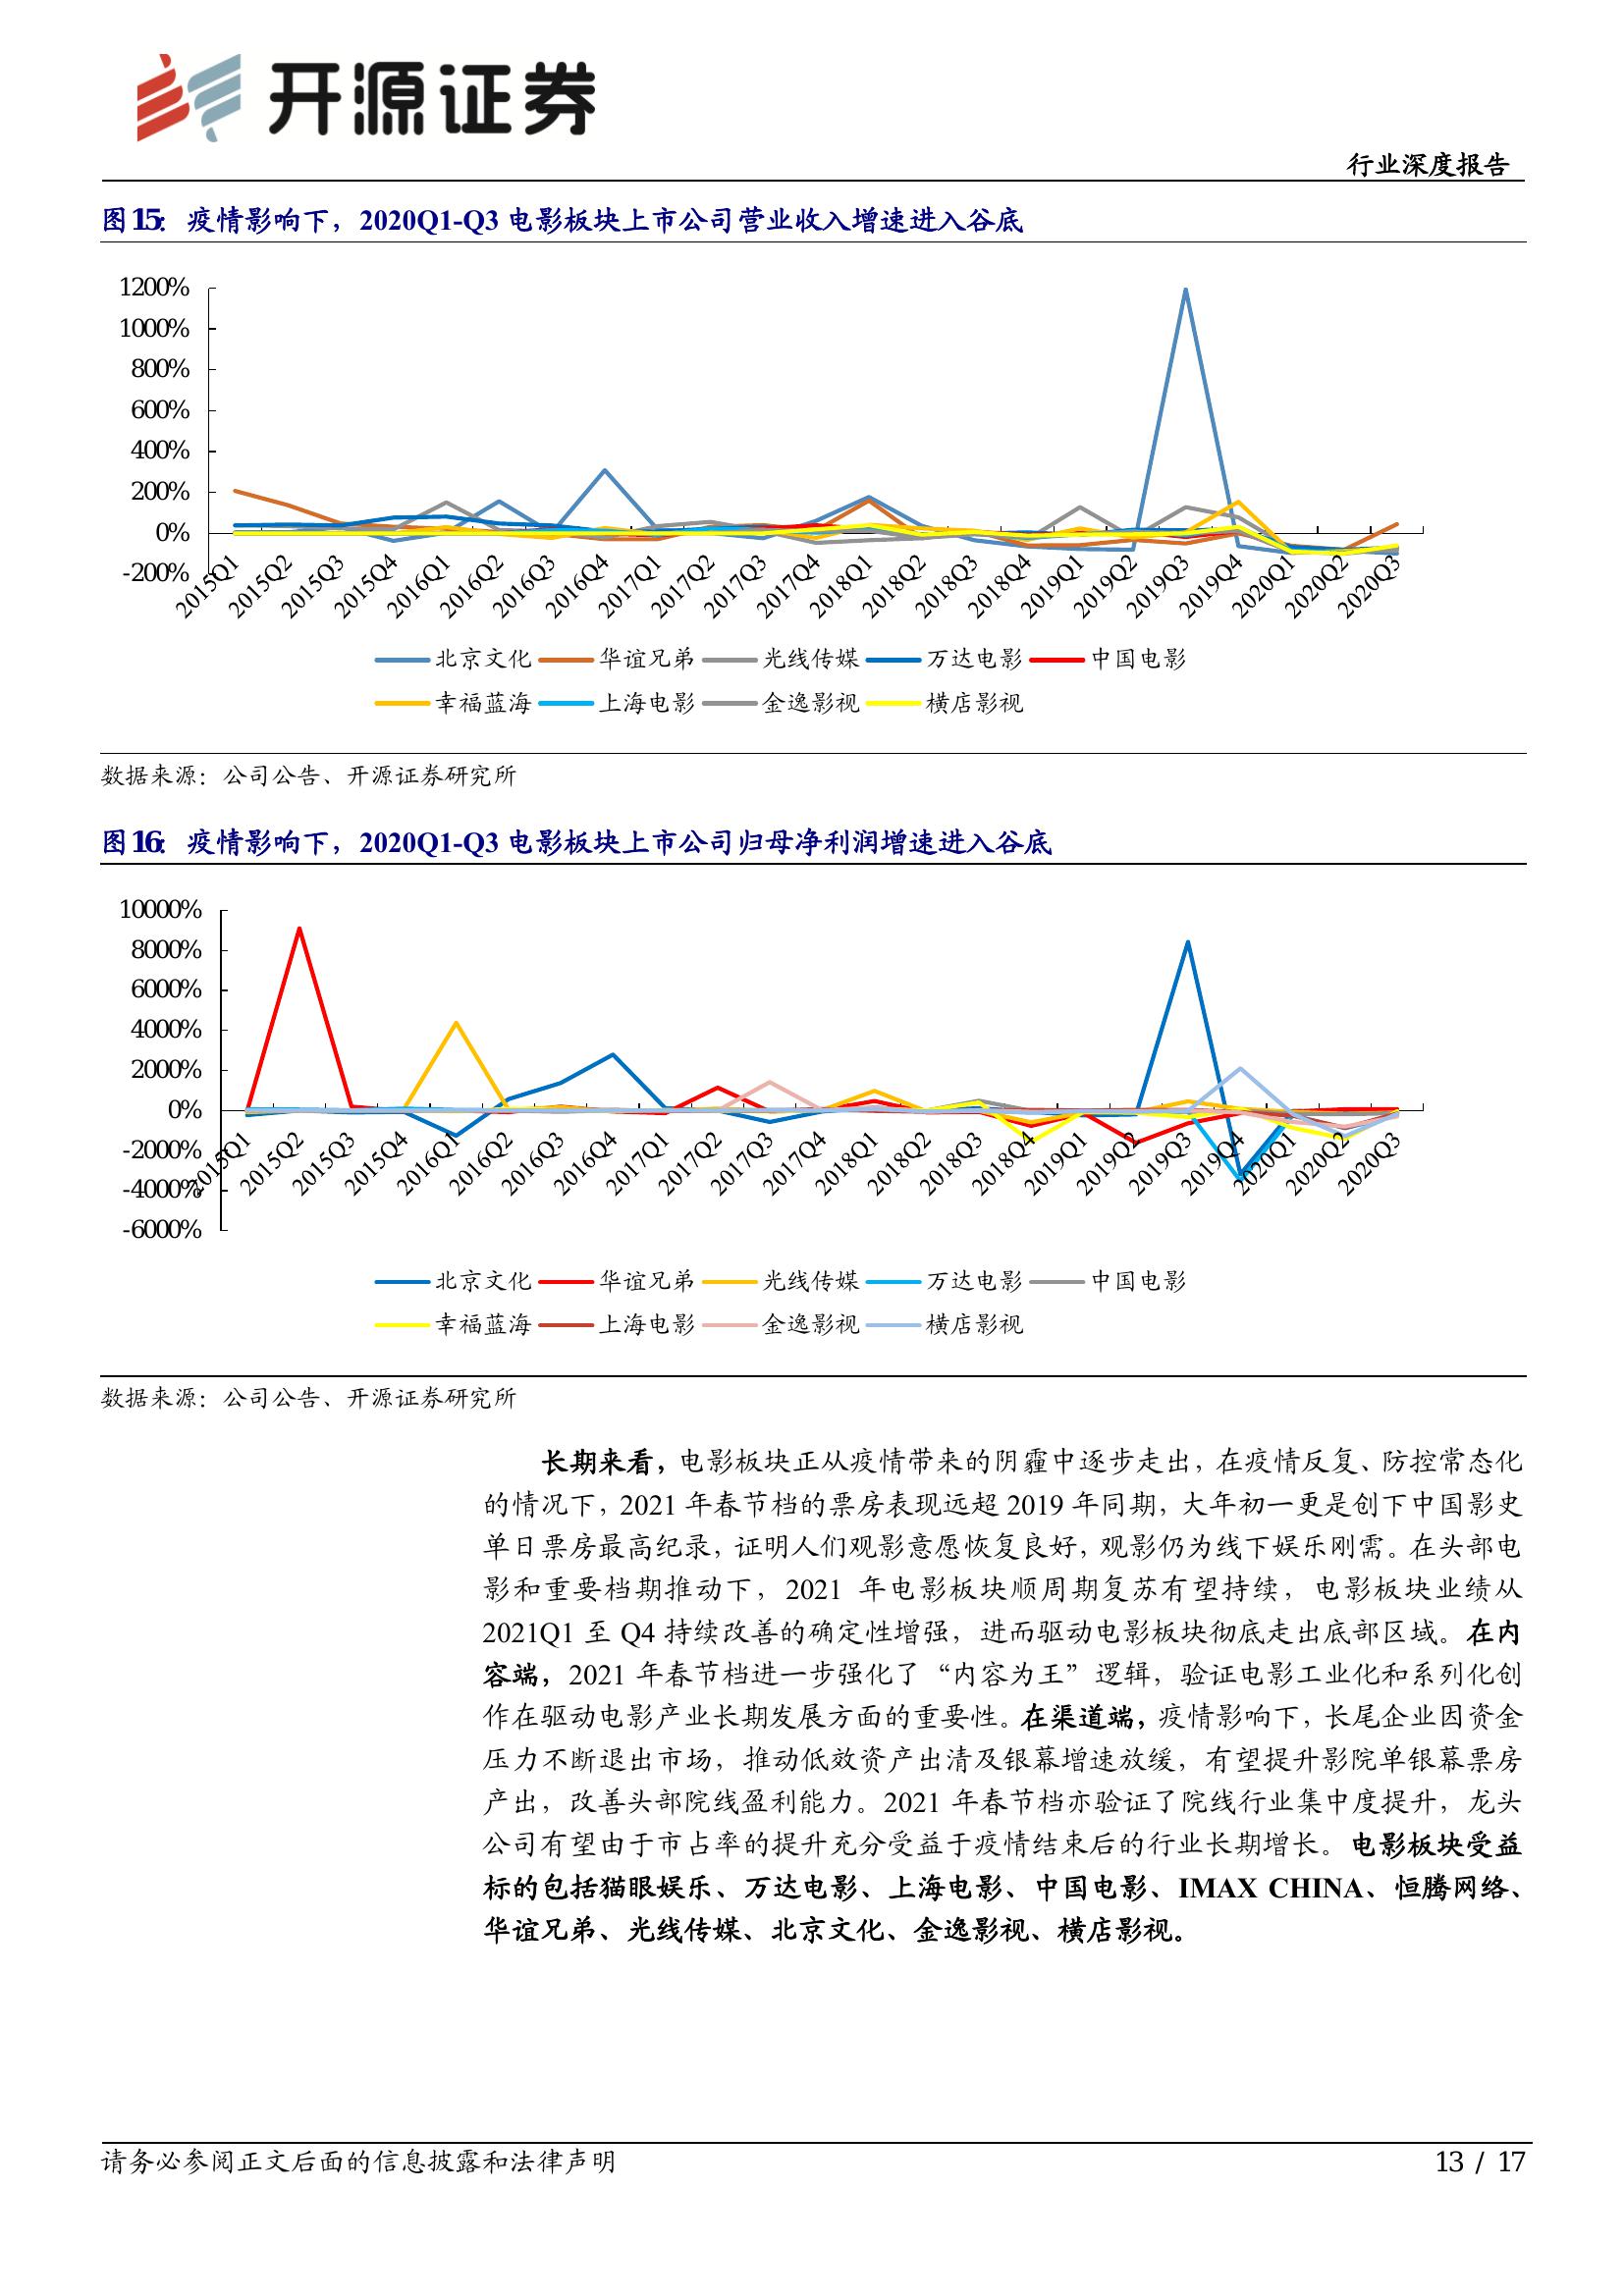 开源证券
行业深度报告
图15: 疫情影响下，2020Q1-Q3 电影板块上市公司营业收入增速进入谷底
1200%
1000%
800%
600%
400%
200%
0%
-200%
2015Q1 2015Q2 2015Q3 2015Q4 2016Q1 2016Q2 2016Q3 2016Q4 2017Q1 2017Q2 2017Q3 2017Q4 2018Q1 2018Q2 2018Q3 2018Q4 2019Q1 2019Q2 2019Q3 2019Q4 2020Q1 2020Q2 2020Q3
北京文化 华谊兄弟 光线传媒 万达电影 中国电影
幸福蓝海 上海电影 金逸影视 横店影视
数据来源：公司公告、开源证券研究所
图16: 疫情影响下，2020Q1-Q3 电影板块上市公司归母净利润增速进入谷底
10000%
8000%
6000%
4000%
2000%
0%
-2000%
-4000%
-6000%
2015Q1 2015Q2 2015Q3 2015Q4 2016Q1 2016Q2 2016Q3 2016Q4 2017Q1 2017Q2 2017Q3 2017Q4 2018Q1 2018Q2 2018Q3 2018Q4 2019Q1 2019Q2 2019Q3 2019Q4 2020Q1 2020Q2 2020Q3
北京文化 华谊兄弟 光线传媒 万达电影 中国电影
幸福蓝海 上海电影 金逸影视 横店影视
数据来源：公司公告、开源证券研究所
长期来看，电影板块正从疫情带来的阴霾中逐步走出，在疫情反复、防控常态化
的情况下，2021 年春节档的票房表现远超 2019 年同期，大年初一更是创下中国影史
单日票房最高纪录，证明人们观影意愿恢复良好，观影仍为线下娱乐刚需。在头部电
影和重要档期推动下，2021 年电影板块顺周期复苏有望持续，电影板块业绩从
2021Q1 至 Q4 持续改善的确定性增强，进而驱动电影板块彻底走出底部区域。在内
容端，2021 年春节档进一步强化了“内容为王”逻辑，验证电影工业化和系列化创
作在驱动电影产业长期发展方面的重要性。在渠道端，疫情影响下，长尾企业因资金
压力不断退出市场，推动低效资产出清及银幕增速放缓，有望提升影院单银幕票房
产出，改善头部院线盈利能力。2021 年春节档亦验证了院线行业集中度提升，龙头
公司有望由于市占率的提升充分受益于疫情结束后的行业长期增长。电影板块受益
标的包括猫眼娱乐、万达电影、上海电影、中国电影、IMAX CHINA、恒腾网络、
华谊兄弟、光线传媒、北京文化、金逸影视、横店影视。
请务必参阅正文后面的信息披露和法律声明
13 / 17